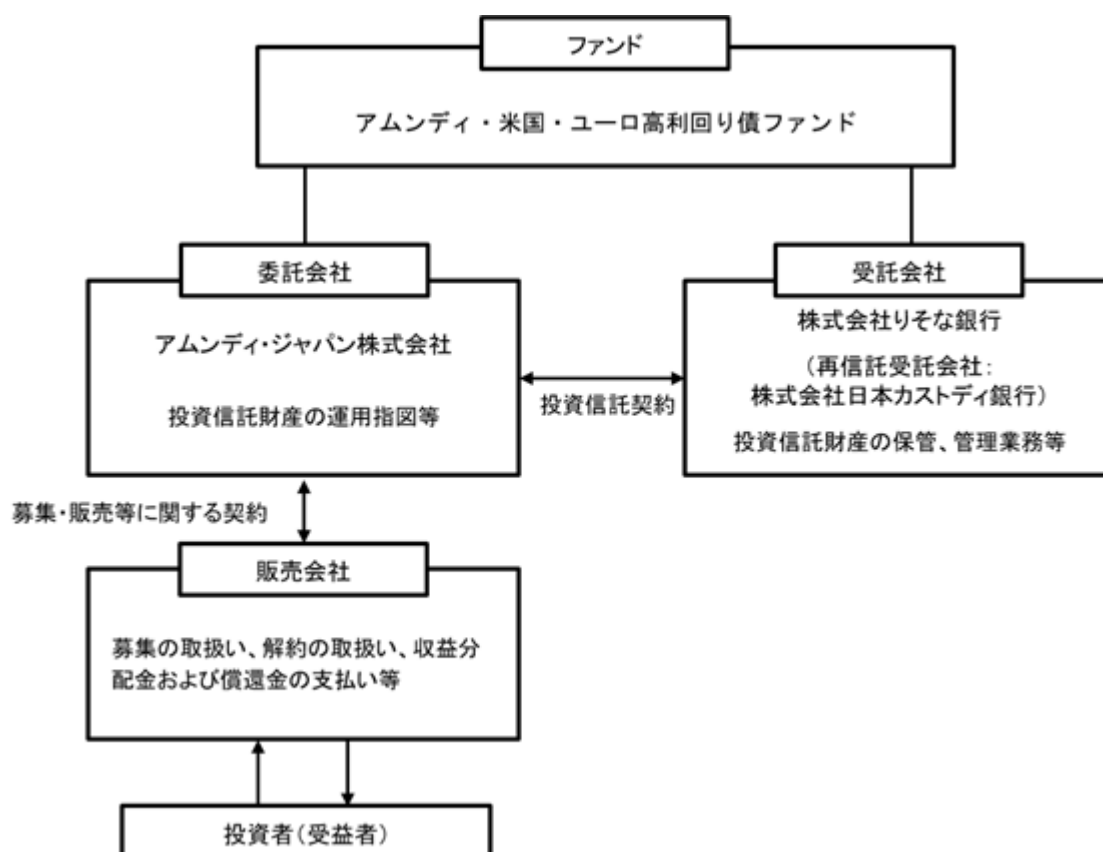 ファンド
アムンディ・米国・ユーロ高利回り債ファンド
委託会社
アムンディ・ジャパン株式会社
投資信託財産の運用指図等
投資信託契約
受託会社
株式会社りそな銀行
（再信託受託会社：
株式会社日本カストディ銀行）
投資信託財産の保管、管理業務等
募集・販売等に関する契約
販売会社
募集の取扱い、解約の取扱い、収益分
配金および償還金の支払い等
投資者（受益者）